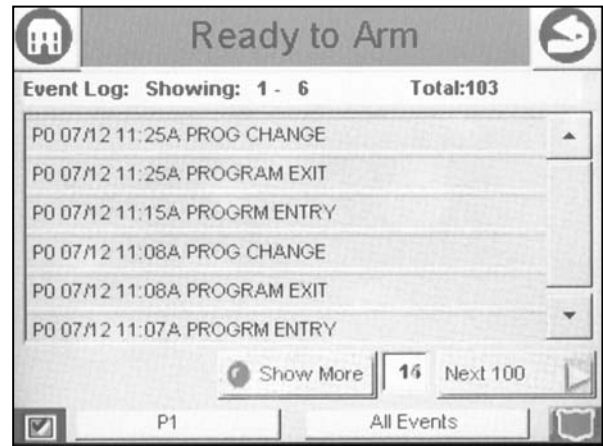 Ready to Arm
Event Log: Showing: 1 - 6 Total:103
P0 07/12 11:25A PROG CHANGE
P0 07/12 11:25A PROGRAM EXIT
P0 07/12 11:15A PROGRM ENTRY
P0 07/12 11:08A PROG CHANGE
P0 07/12 11:08A PROGRAM EXIT
P0 07/12 11:07A PROGRM ENTRY
Show More 16 Next 100
P1 All Events